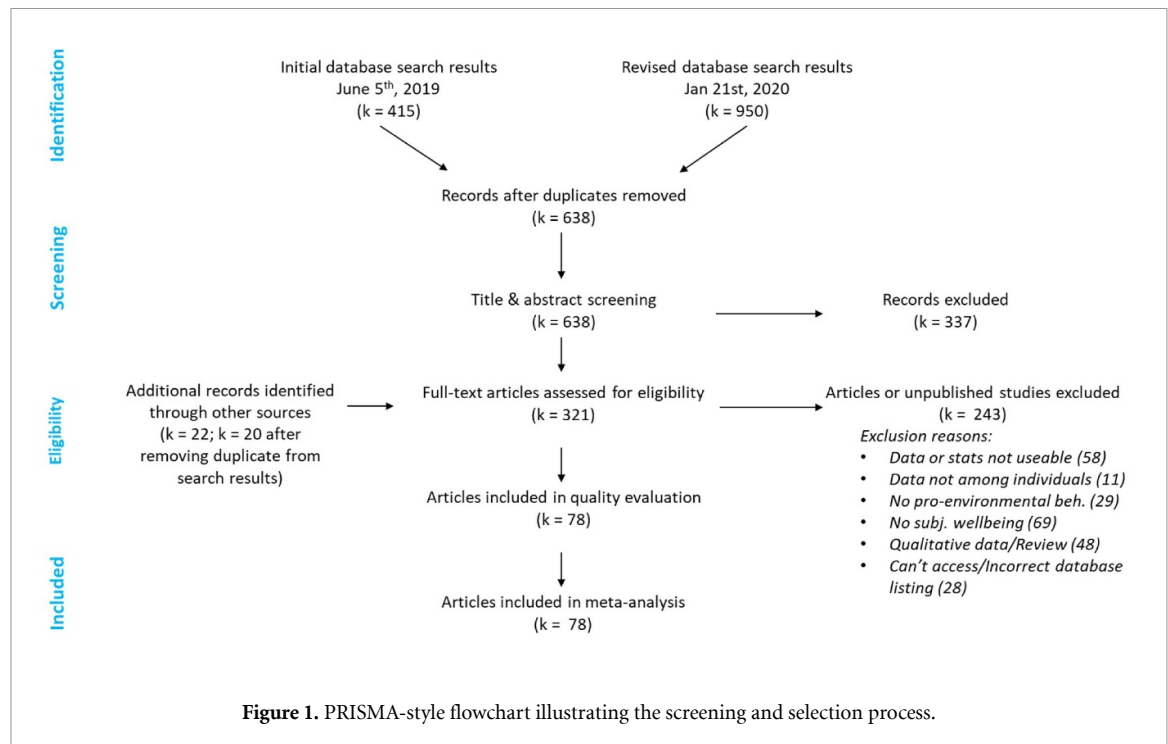 Identification
Initial database search results
June 5th, 2019
(k = 415)
Revised database search results
Jan 21st, 2020
(k = 950)
Records after duplicates removed
(k = 638)
Screening
Title & abstract screening
(k = 638)
Records excluded
(k = 337)
Eligibility
Additional records identified
through other sources
(k = 22; k = 20 after
removing duplicate from
search results)
Full-text articles assessed for eligibility
(k = 321)
Articles or unpublished studies excluded
(k = 243)
Exclusion reasons:
• Data or stats not useable (58)
• Data not among individuals (11)
• No pro-environmental beh. (29)
• No subj. wellbeing (69)
• Qualitative data/Review (48)
• Can't access/Incorrect database
listing (28)
Articles included in quality evaluation
(k = 78)
Included
Articles included in meta-analysis
(k = 78)
Figure 1. PRISMA-style flowchart illustrating the screening and selection process.